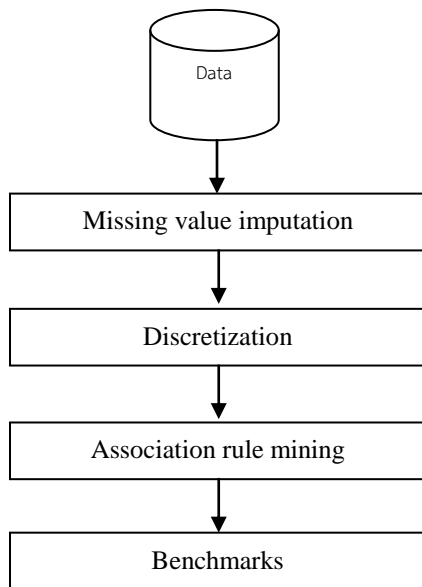 Data
Missing value imputation
Discretization
Association rule mining
Benchmarks